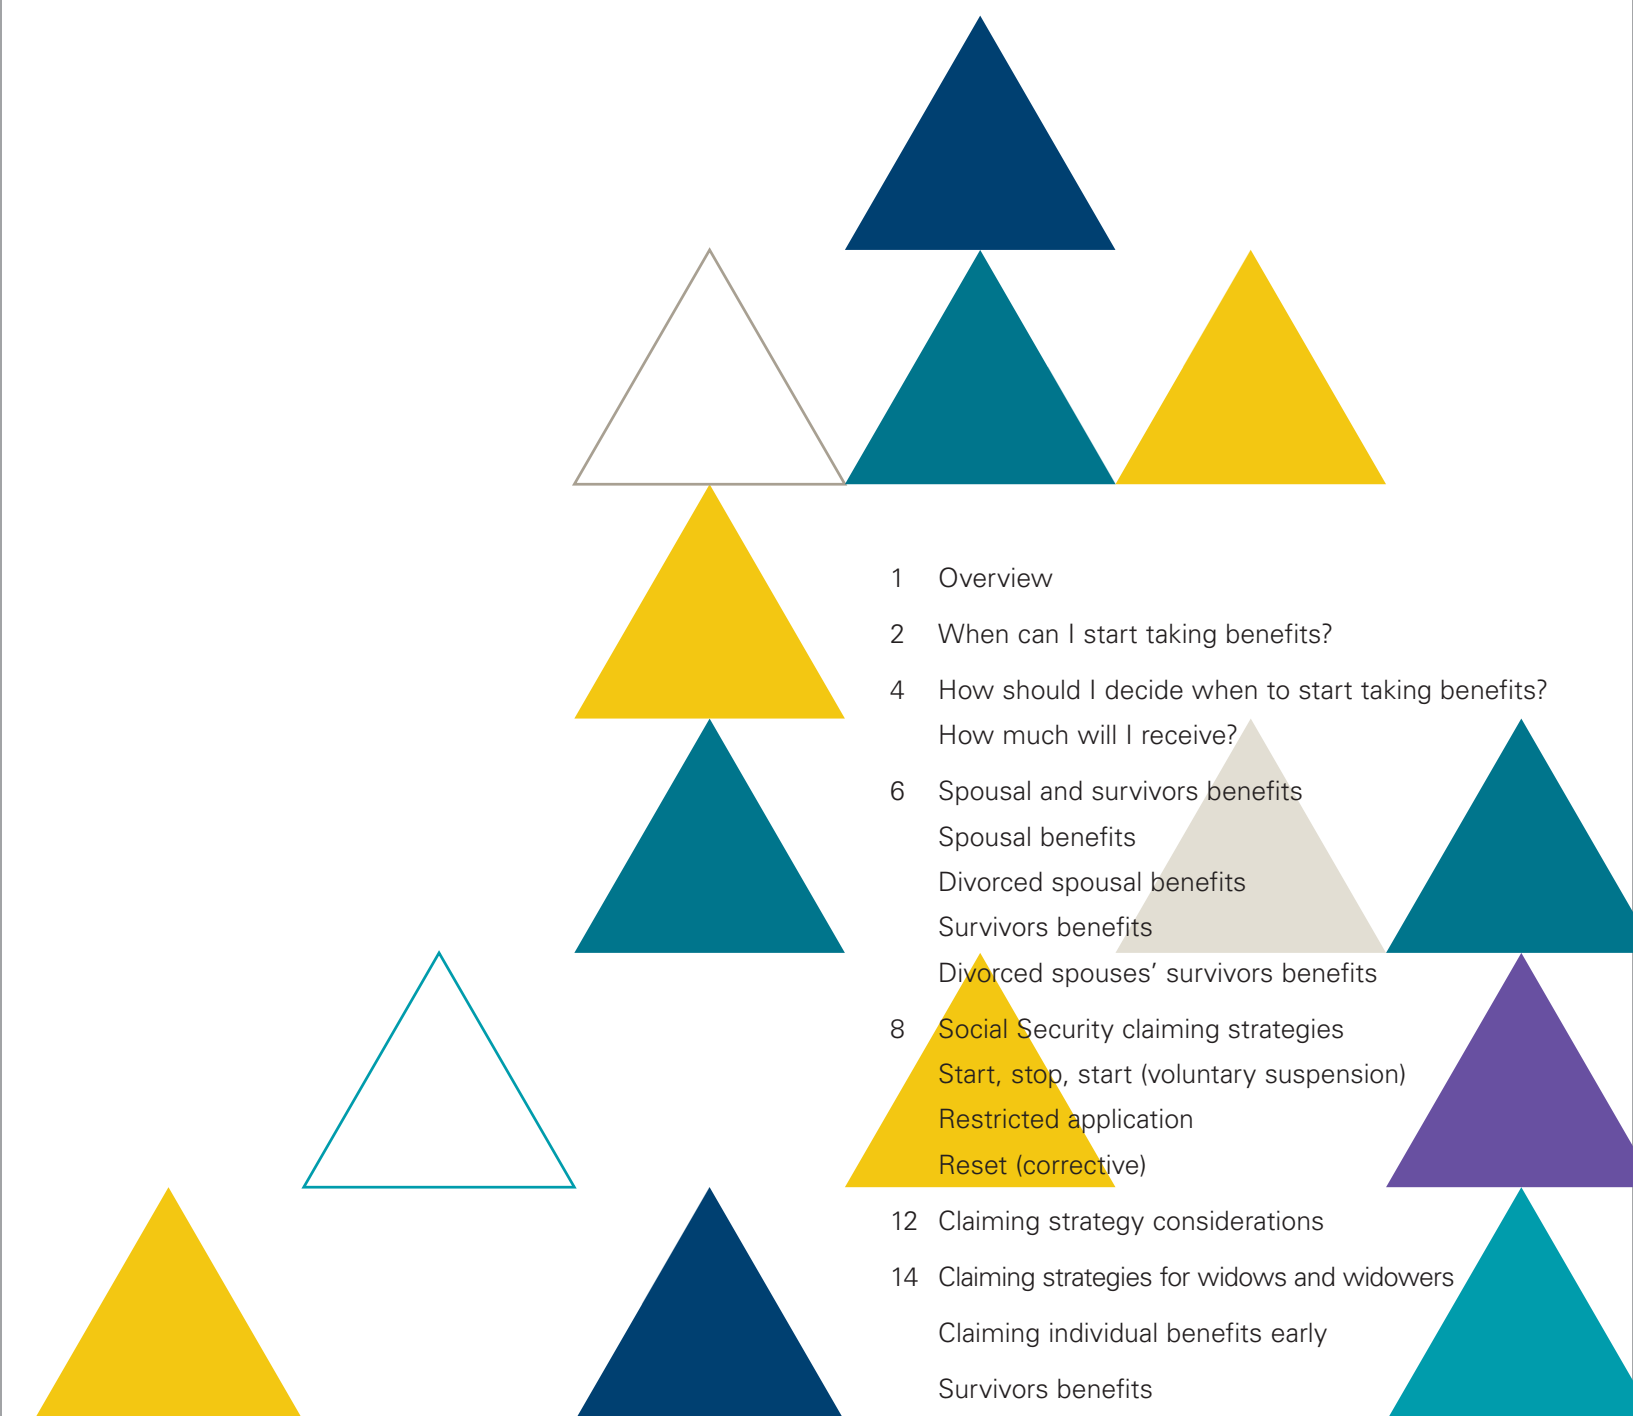 1 Overview
2 When can I start taking benefits?
4 How should I decide when to start taking benefits?
How much will I receive?
6 Spousal and survivors benefits
Spousal benefits
Divorced spousal benefits
Survivors benefits
Divorced spouses’ survivors benefits
8 Social Security claiming strategies
Start, stop, start (voluntary suspension)
Restricted application
Reset (corrective)
12 Claiming strategy considerations
14 Claiming strategies for widows and widowers
Claiming individual benefits early
Survivors benefits